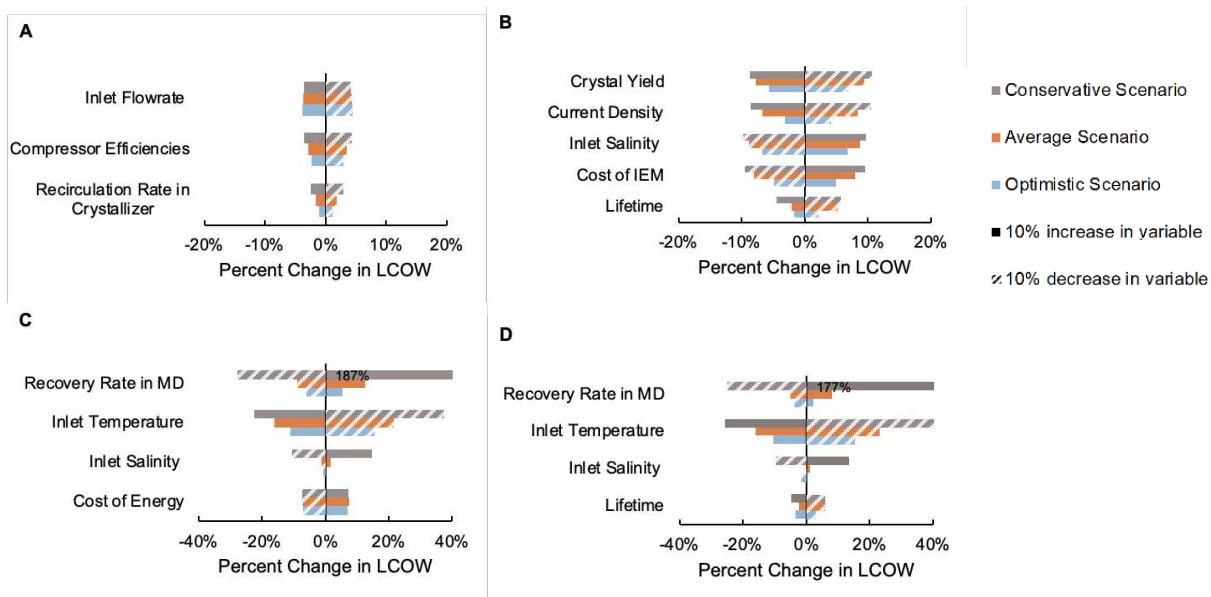 A
Inlet Flowrate
Compressor Efficiencies
Recirculation Rate in
Crystallizer
-20% -10% 0% 10% 20%
Percent Change in LCOW
B
Crystal Yield
Current Density
Inlet Salinity
Cost of IEM
Lifetime
-20% -10% 0% 10% 20%
Percent Change in LCOW
Conservative Scenario
Average Scenario
Optimistic Scenario
10% increase in variable
10% decrease in variable
C
Recovery Rate in MD
187%
Inlet Temperature
Inlet Salinity
Cost of Energy
-40% -20% 0% 20% 40%
Percent Change in LCOW
D
Recovery Rate in MD
177%
Inlet Temperature
Inlet Salinity
Lifetime
-40% -20% 0% 20% 40%
Percent Change in LCOW